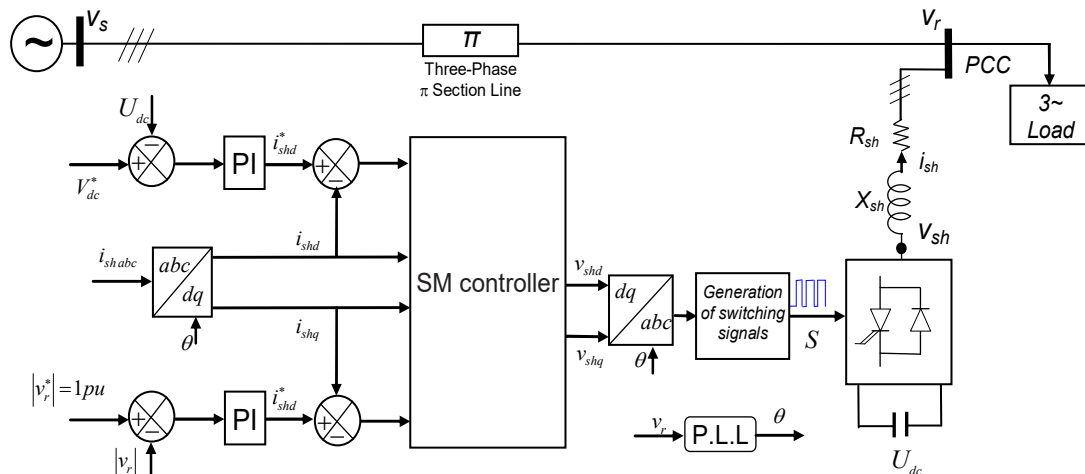 V_s
V_r
~
π
PCC
Three-Phase
π Section Line
3~
Load
U_dc
−
+
PI
i*_shd
+
−
R_sh
V*_dc
i_sh
X_sh
i_shabc
abc
dq
i_shd
SM controller
V_sh
v_shd
dq
abc
Generation
of switching
signals
S
θ
i_shq
v_shq
θ
|v*_r|=1pu
+
−
PI
i*_shd
+
−
|v_r|
v_r
P.L.L
θ
U_dc